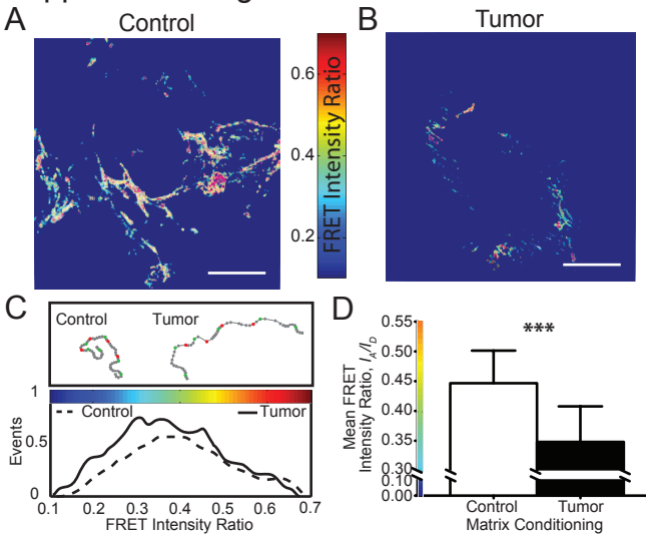 Control
Tumor
A
B
FRET Intensity Ratio
0.6
0.4
0.2
C
Control
Tumor
1
0.5
0
Events
Control
Tumor
0.1
0.2
0.3
0.4
0.5
0.6
0.7
FRET Intensity Ratio
D
***
Mean FRET
Intensity Ratio, I_A/I_D
0.55
0.50
0.45
0.40
0.35
0.30
0.10
0.00
Control
Tumor
Matrix Conditioning